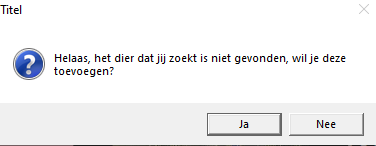 Titel
Helaas, het dier dat jij zoekt is niet gevonden, wil je deze
toevoegen?
Ja
Nee